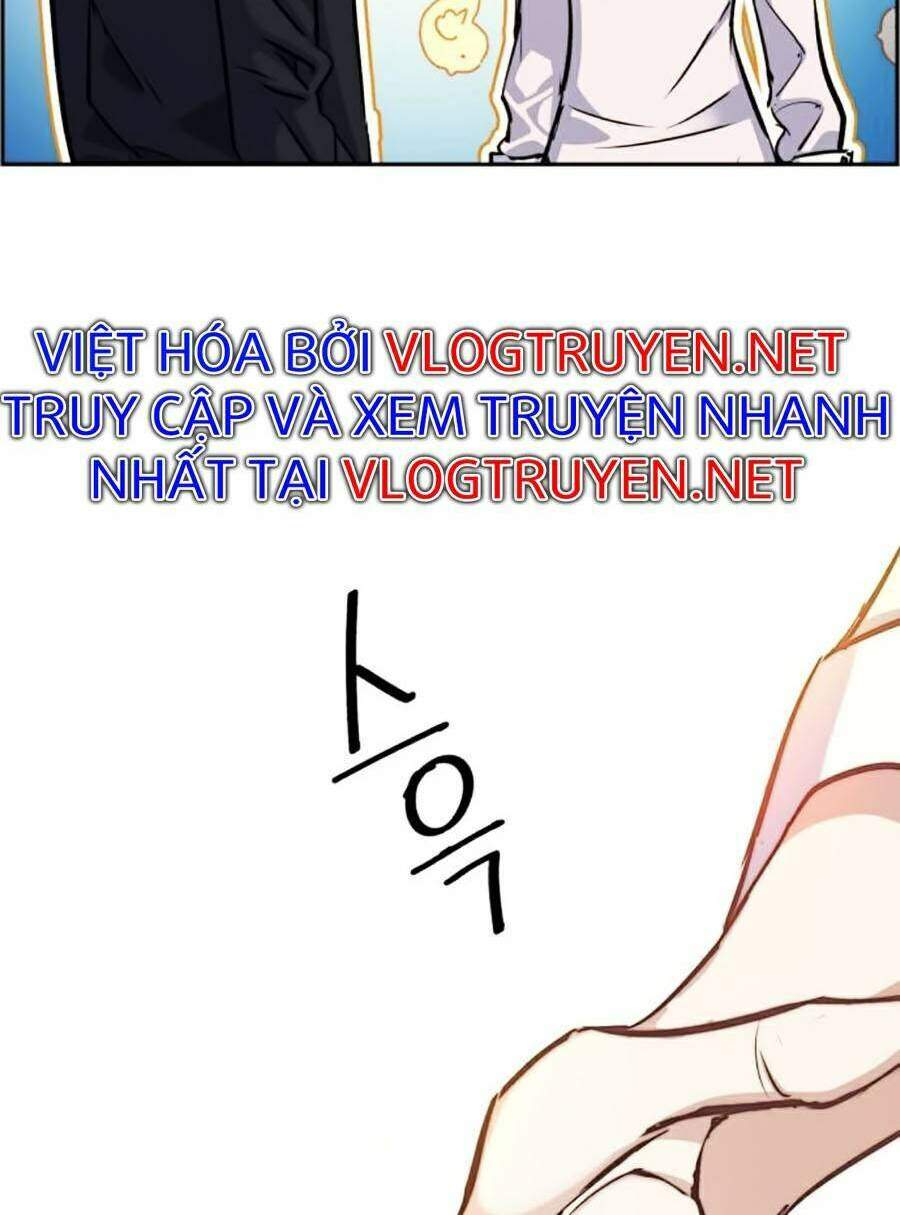 VIỆT HÓA BỞI VLOGTRUYEN.NET
TRUY CẬP VÀ XEM TRUYỆN NHANH
NHẤT TẠI VLOGTRUYEN.NET
스윽